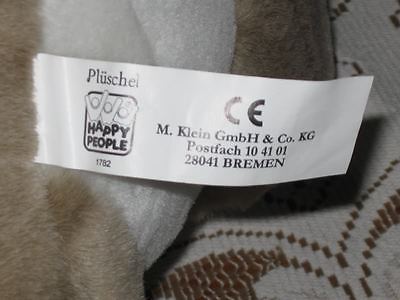 Plüschel
HAPPY
PEOPLE
1782
CE
M. Klein GmbH & Co. KG
Postfach 10 41 01
28041 BREMEN